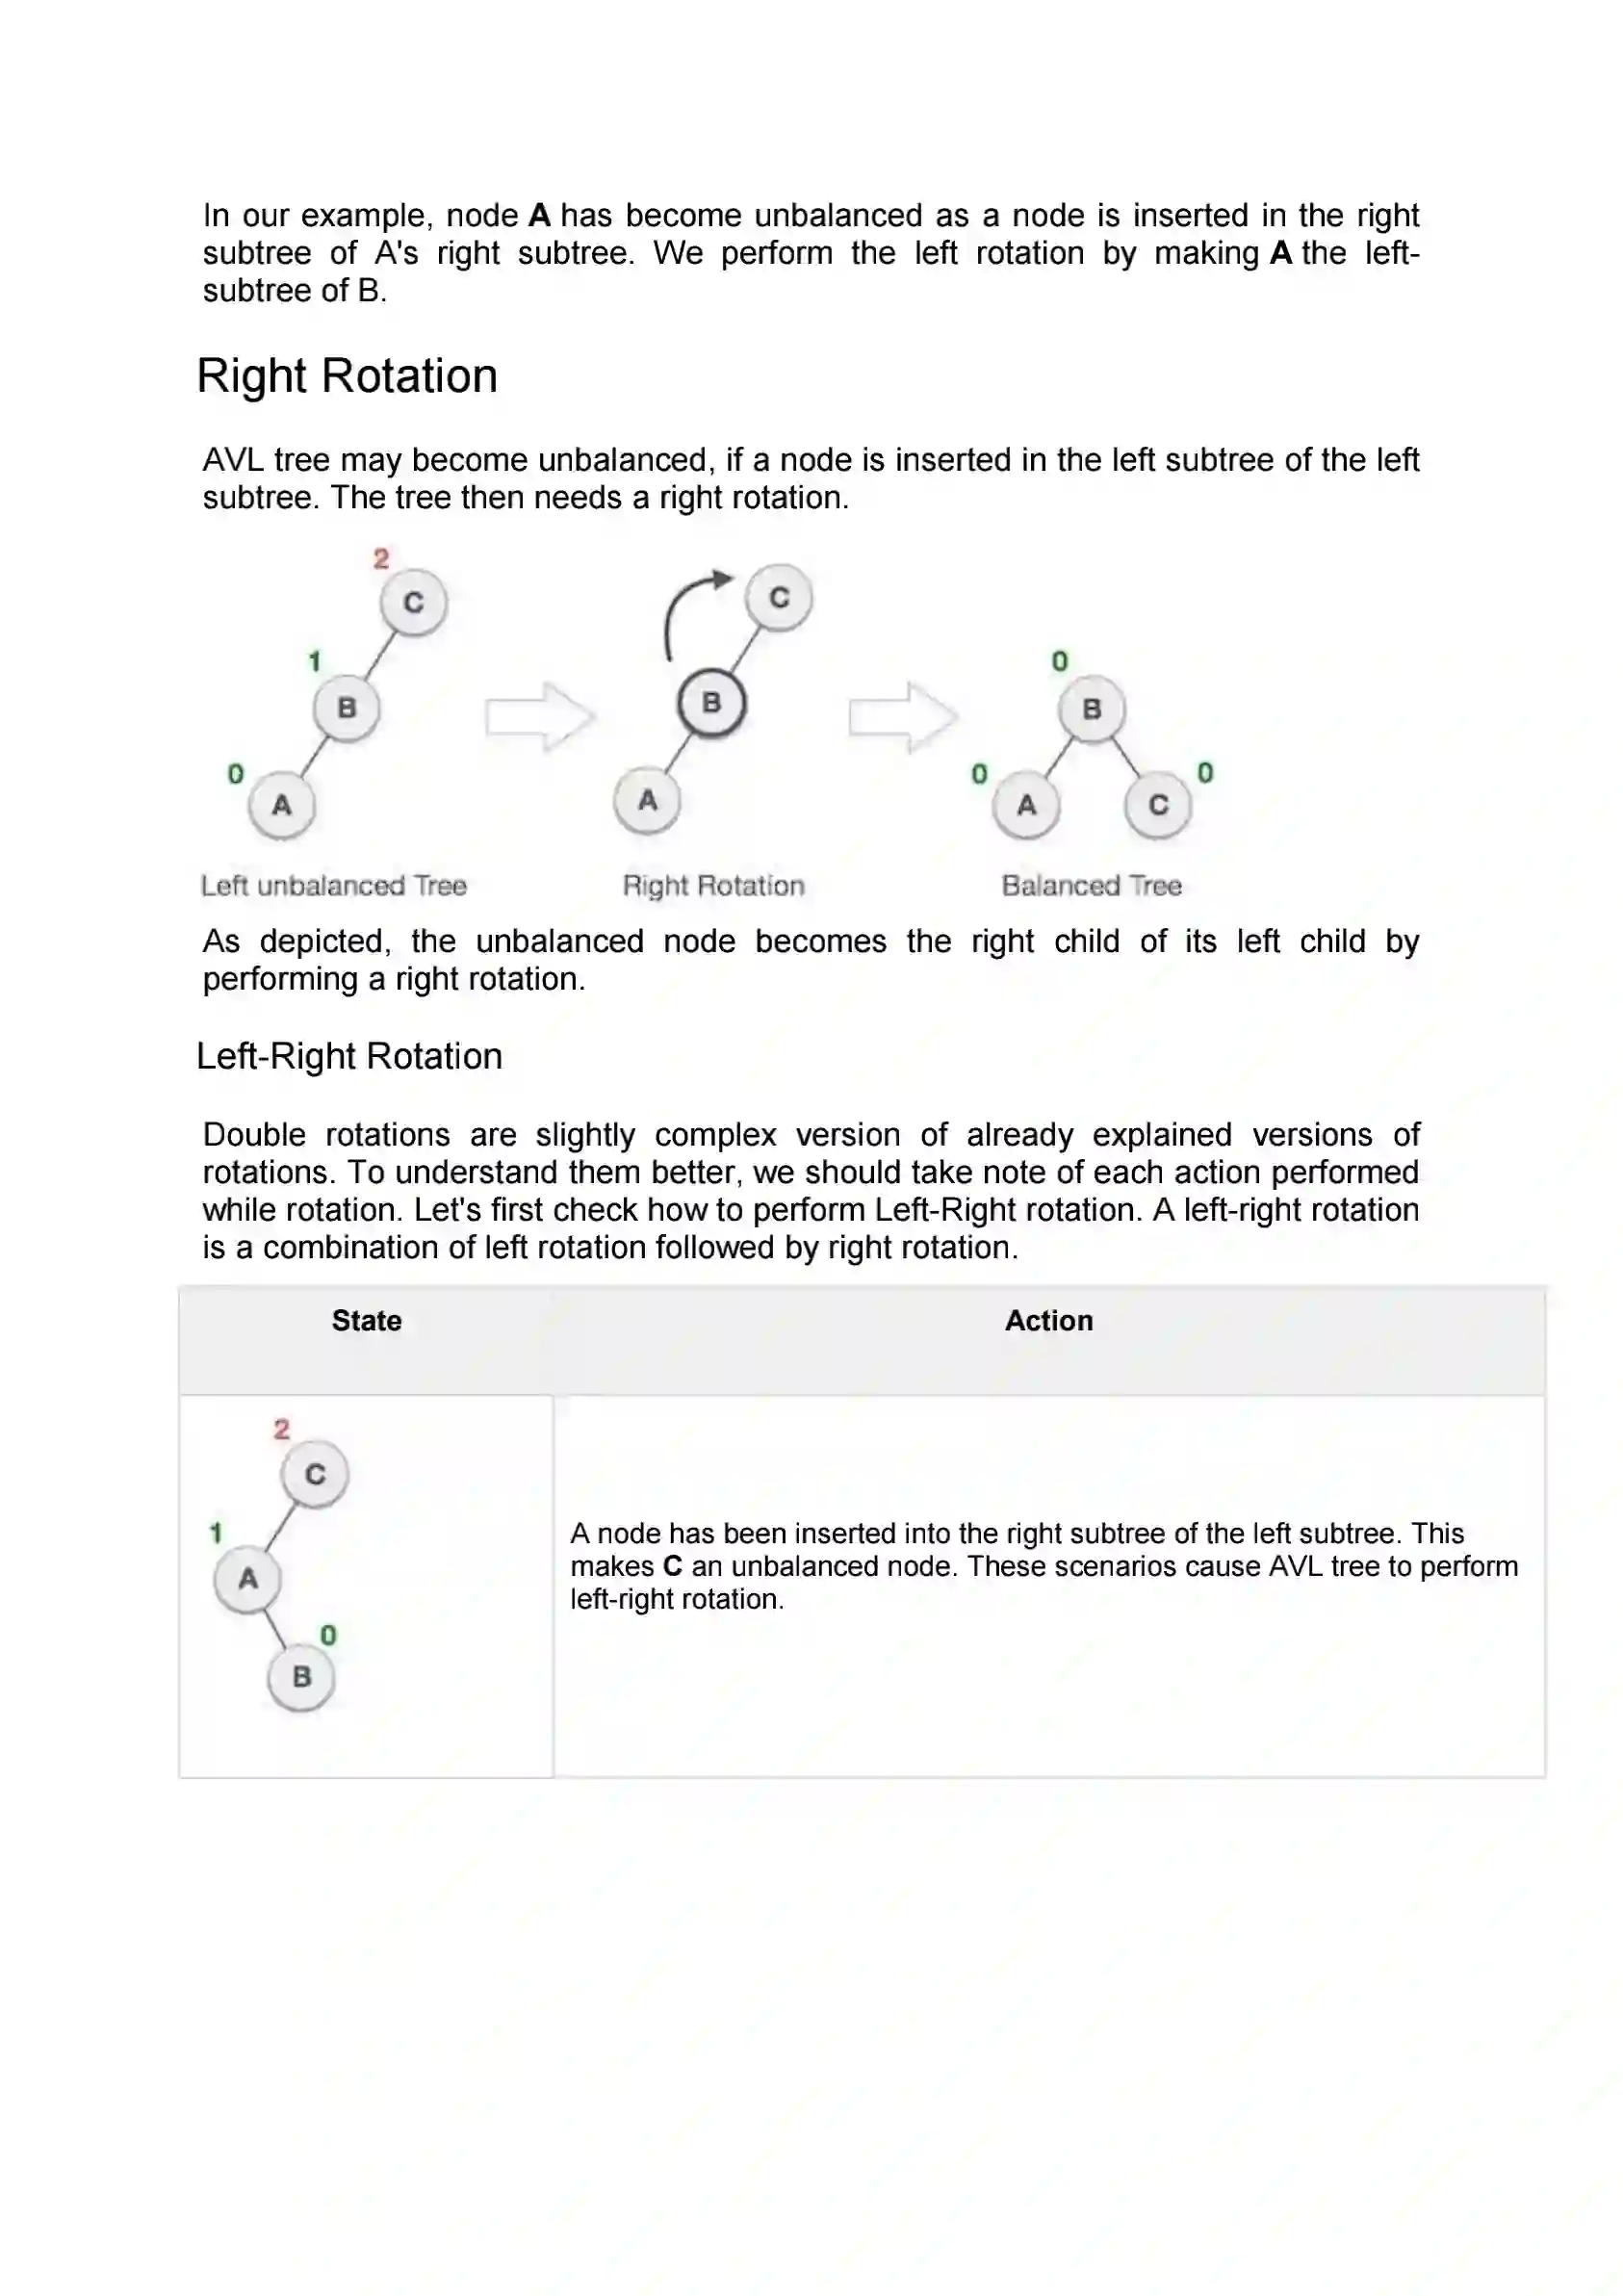 In our example, node A has become unbalanced as a node is inserted in the right
subtree of A's right subtree. We perform the left rotation by making A the left-
subtree of B.
Right Rotation
AVL tree may become unbalanced, if a node is inserted in the left subtree of the left
subtree. The tree then needs a right rotation.
2
C
1
B
0
A
Left unbalanced Tree
C
B
A
Right Rotation
0
B
0
A
C
0
Balanced Tree
As depicted, the unbalanced node becomes the right child of its left child by
performing a right rotation.
Left-Right Rotation
Double rotations are slightly complex version of already explained versions of
rotations. To understand them better, we should take note of each action performed
while rotation. Let's first check how to perform Left-Right rotation. A left-right rotation
is a combination of left rotation followed by right rotation.
State Action
2
C
1
A
0
B
A node has been inserted into the right subtree of the left subtree. This
makes C an unbalanced node. These scenarios cause AVL tree to perform
left-right rotation.